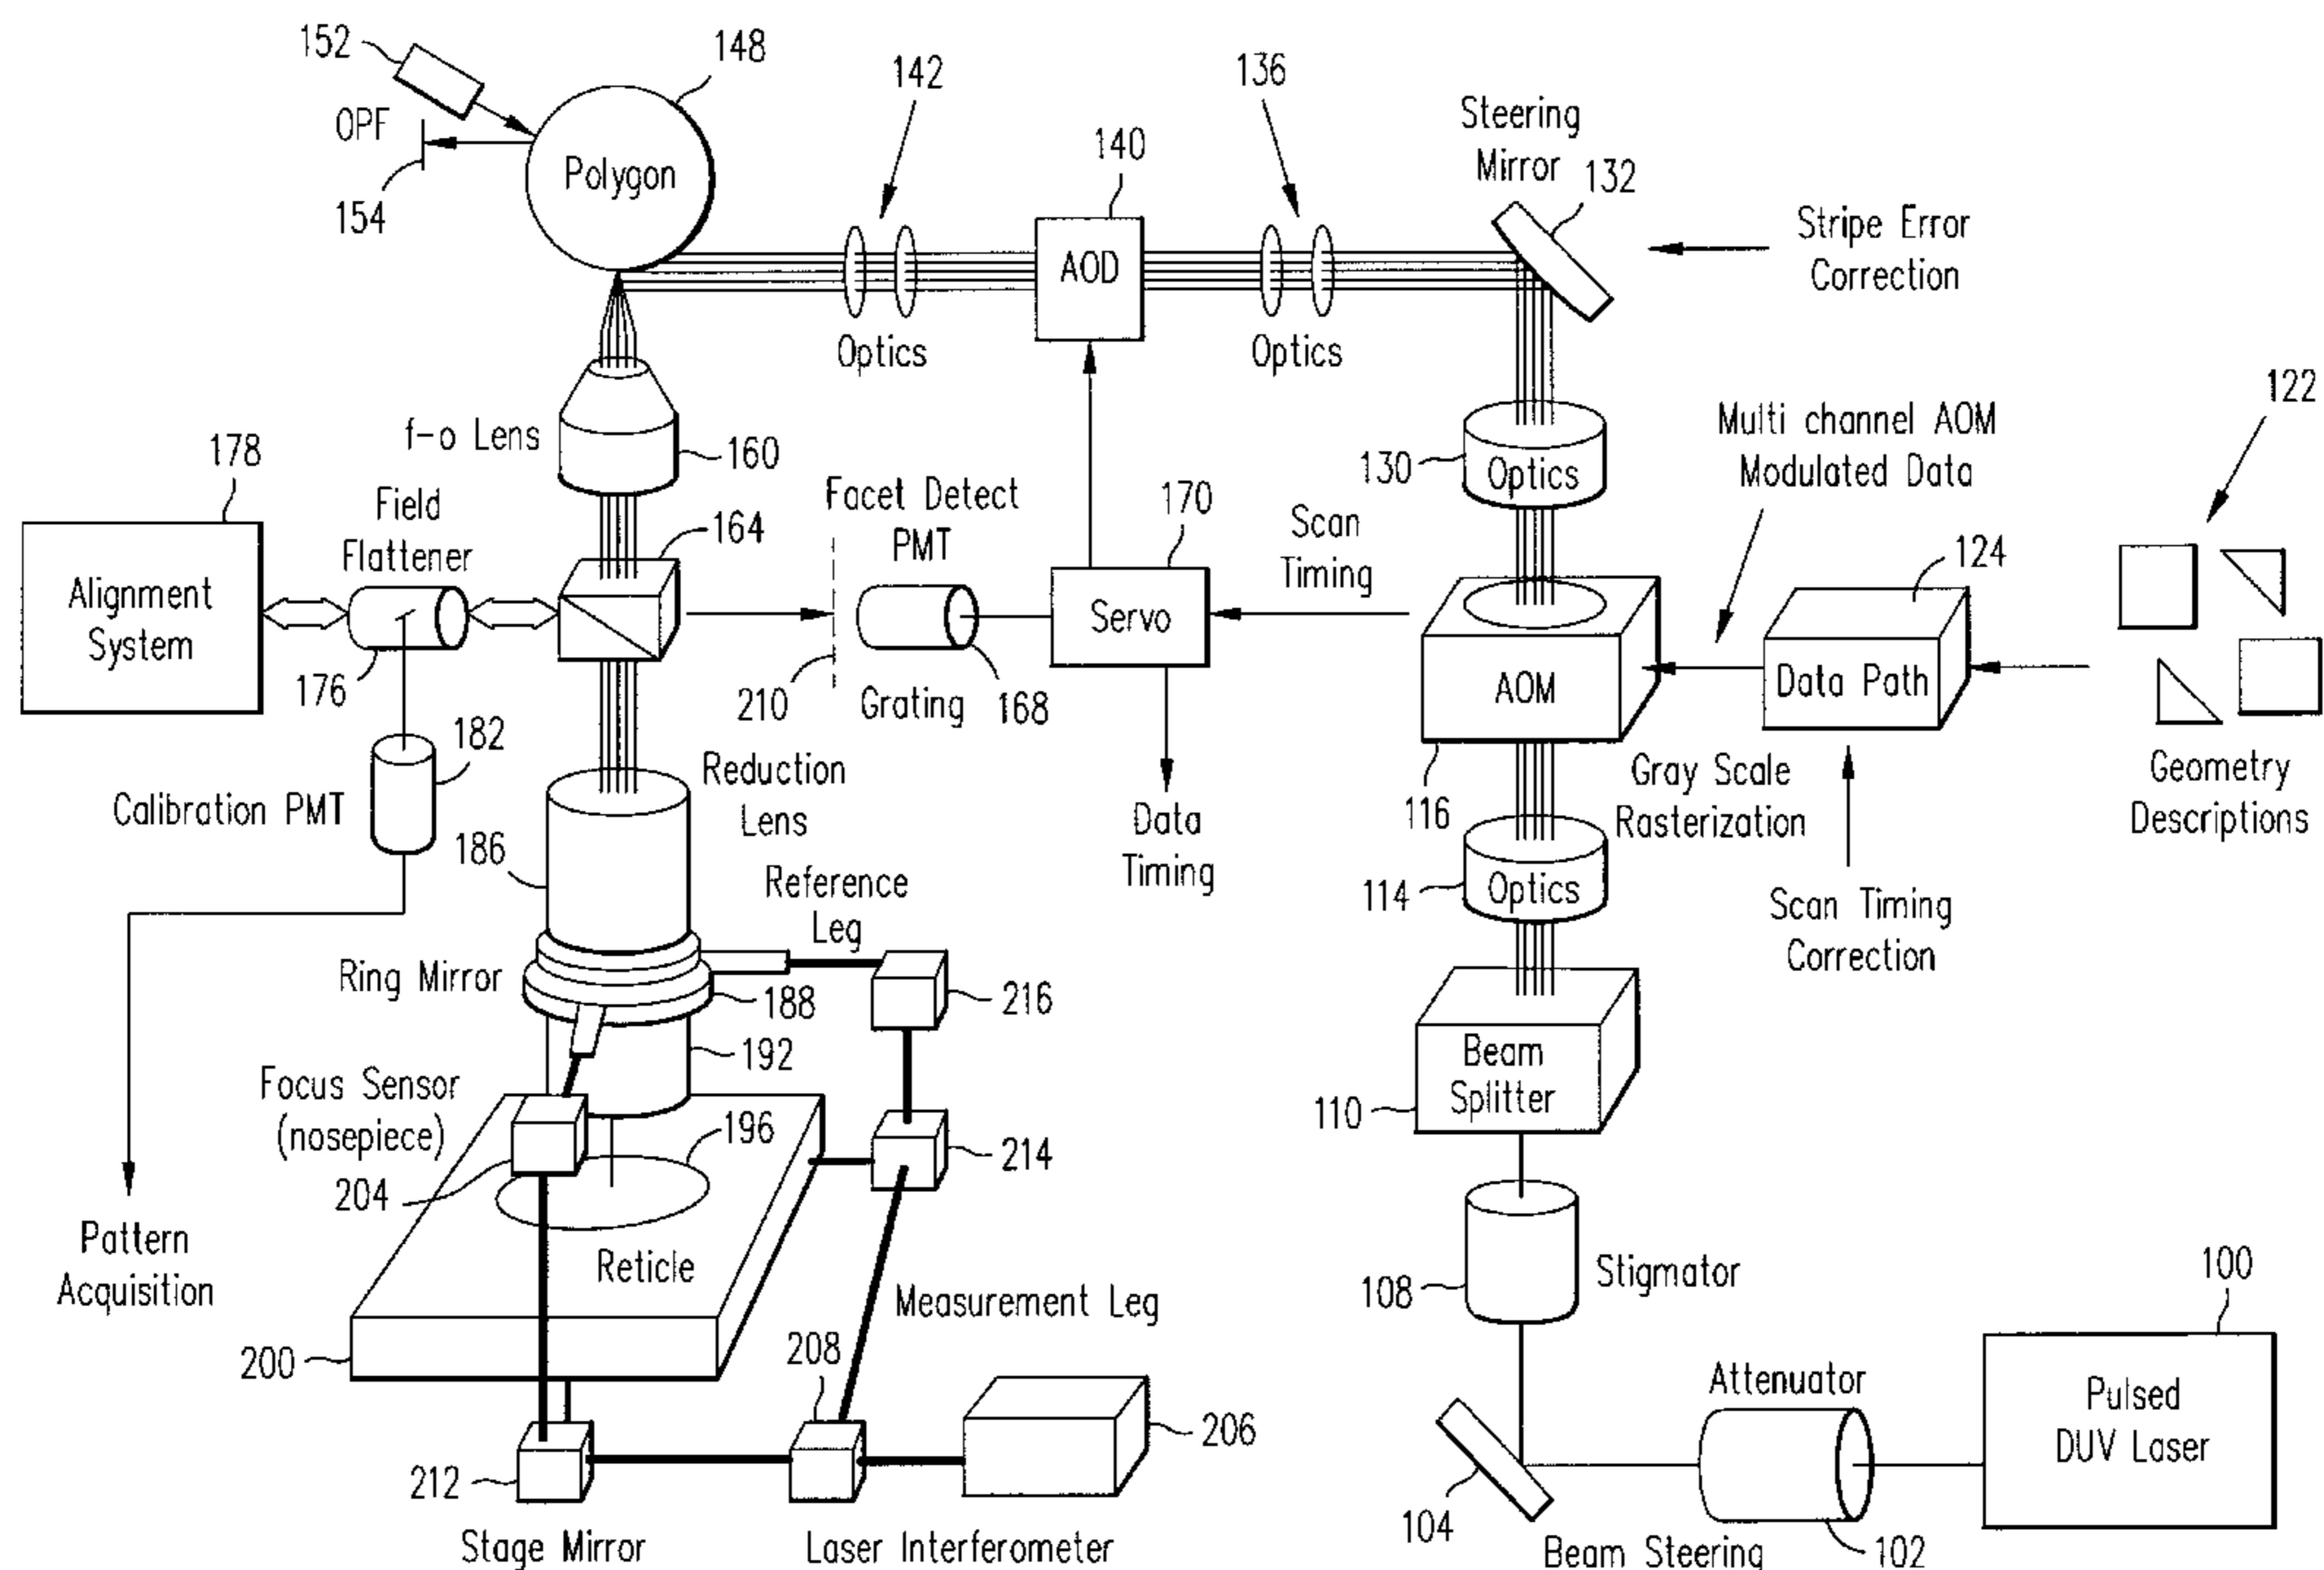 152
148
142
136
Steering
Mirror
132
OPF
Polygon
154
140
AOD
Stripe Error
Correction
Optics
Optics
122
f-o Lens
160
130
Optics
Multi channel AOM
Modulated Data
178
Field
Flattener
164
Facet Detect
PMT
170
Scan
Timing
124
Alignment
System
Servo
176
210
Grating
168
AOM
Data Path
182
Calibration PMT
Reduction
Lens
Data
Timing
116
Gray Scale
Rasterization
Geometry
Descriptions
186
Reference
Leg
114
Optics
Scan Timing
Correction
Ring Mirror
188
216
192
Beam
Splitter
110
Focus Sensor
(nosepiece)
196
214
204
Pattern
Acquisition
Reticle
108
Stigmator
100
Measurement Leg
200
208
206
Attenuator
Pulsed
DUV Laser
212
104
102
Stage Mirror
Laser Interferometer
Beam Steering